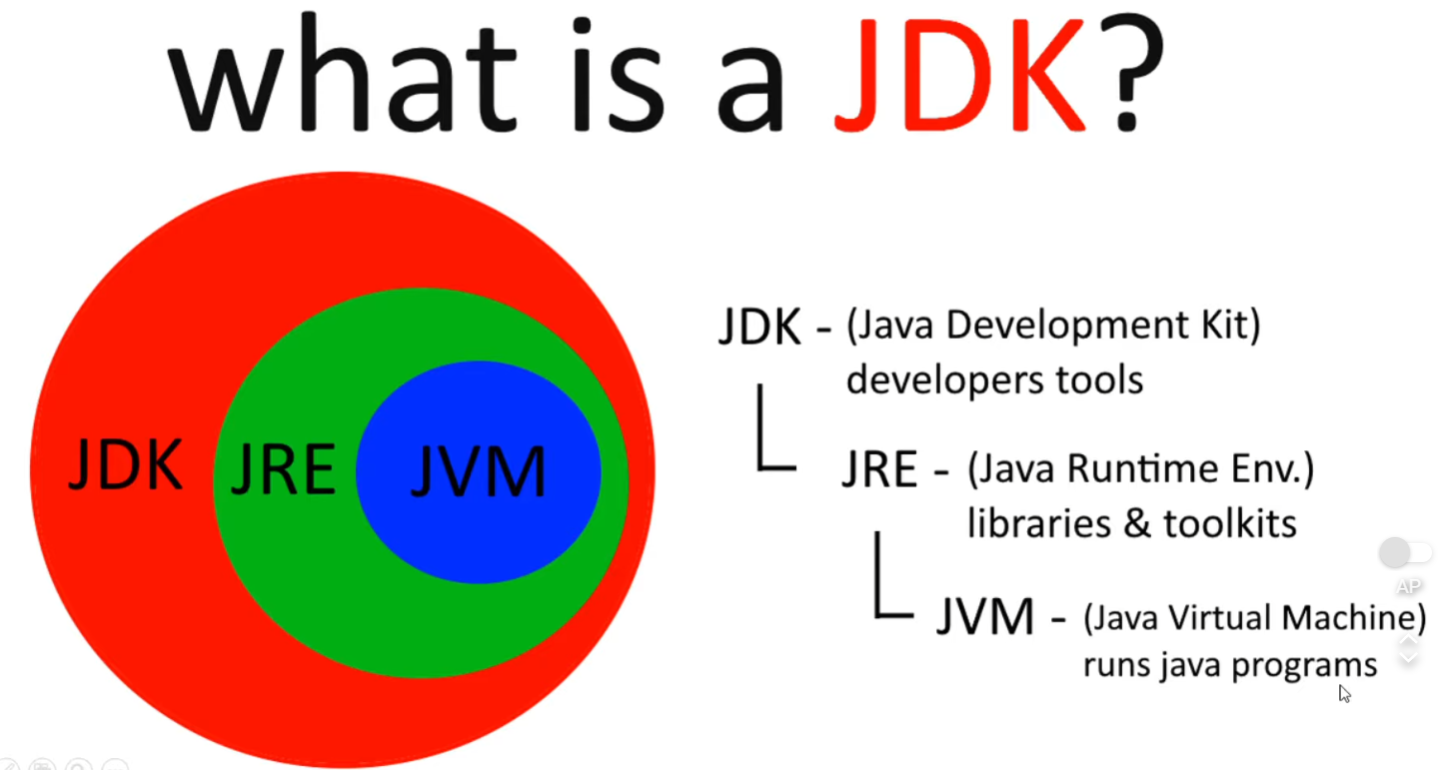 what is a JDK?
JDK JRE JVM
JDK - (Java Development Kit)
developers tools
JRE - (Java Runtime Env.)
libraries & toolkits
JVM - (Java Virtual Machine)
runs java programs
AP